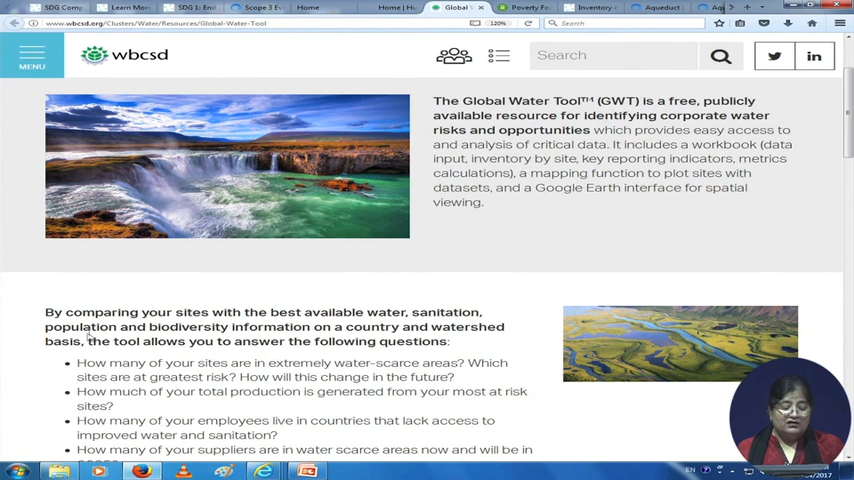 SDG Comp
Learn More
SDG 1: En
Scope 3 Ev
Home
Home | Hu
Global
Poverty Fo
Inventory o
Aqueduct
Aqu
www.wbcsd.org/Clusters/Water/Resources/Global-Water-Tool
120%
Search
MENU
wbcsd
Search
in
The Global Water Tool™ (GWT) is a free, publicly
available resource for identifying corporate water
risks and opportunities which provides easy access to
and analysis of critical data. It includes a workbook (data
input, inventory by site, key reporting indicators, metrics
calculations), a mapping function to plot sites with
datasets, and a Google Earth interface for spatial
viewing.
By comparing your sites with the best available water, sanitation,
population and biodiversity information on a country and watershed
basis, the tool allows you to answer the following questions:
• How many of your sites are in extremely water-scarce areas? Which
sites are at greatest risk? How will this change in the future?
• How much of your total production is generated from your most at risk
sites?
• How many of your employees live in countries that lack access to
improved water and sanitation?
• How many of your suppliers are in water scarce areas now and will be in
EN